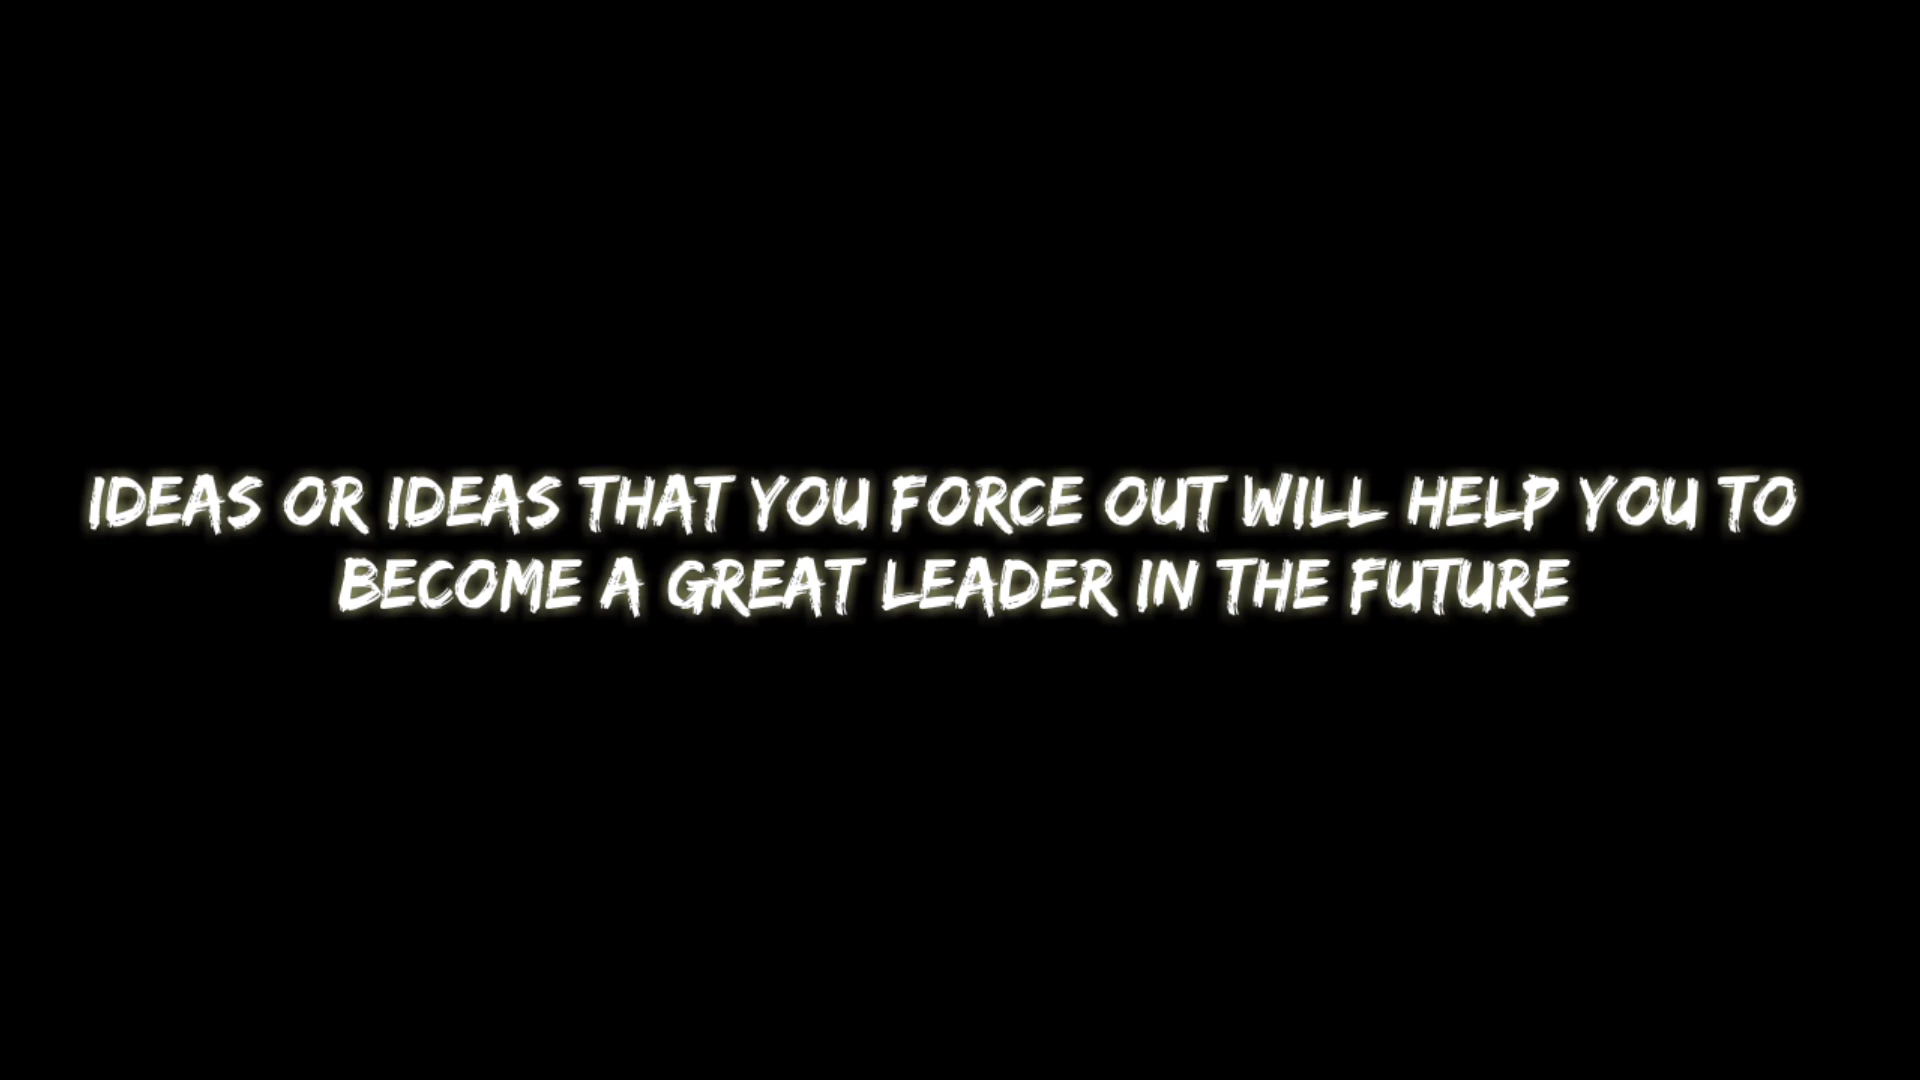 IDEAS OR IDEAS THAT YOU FORCE OUT WILL HELP YOU TO
BECOME A GREAT LEADER IN THE FUTURE